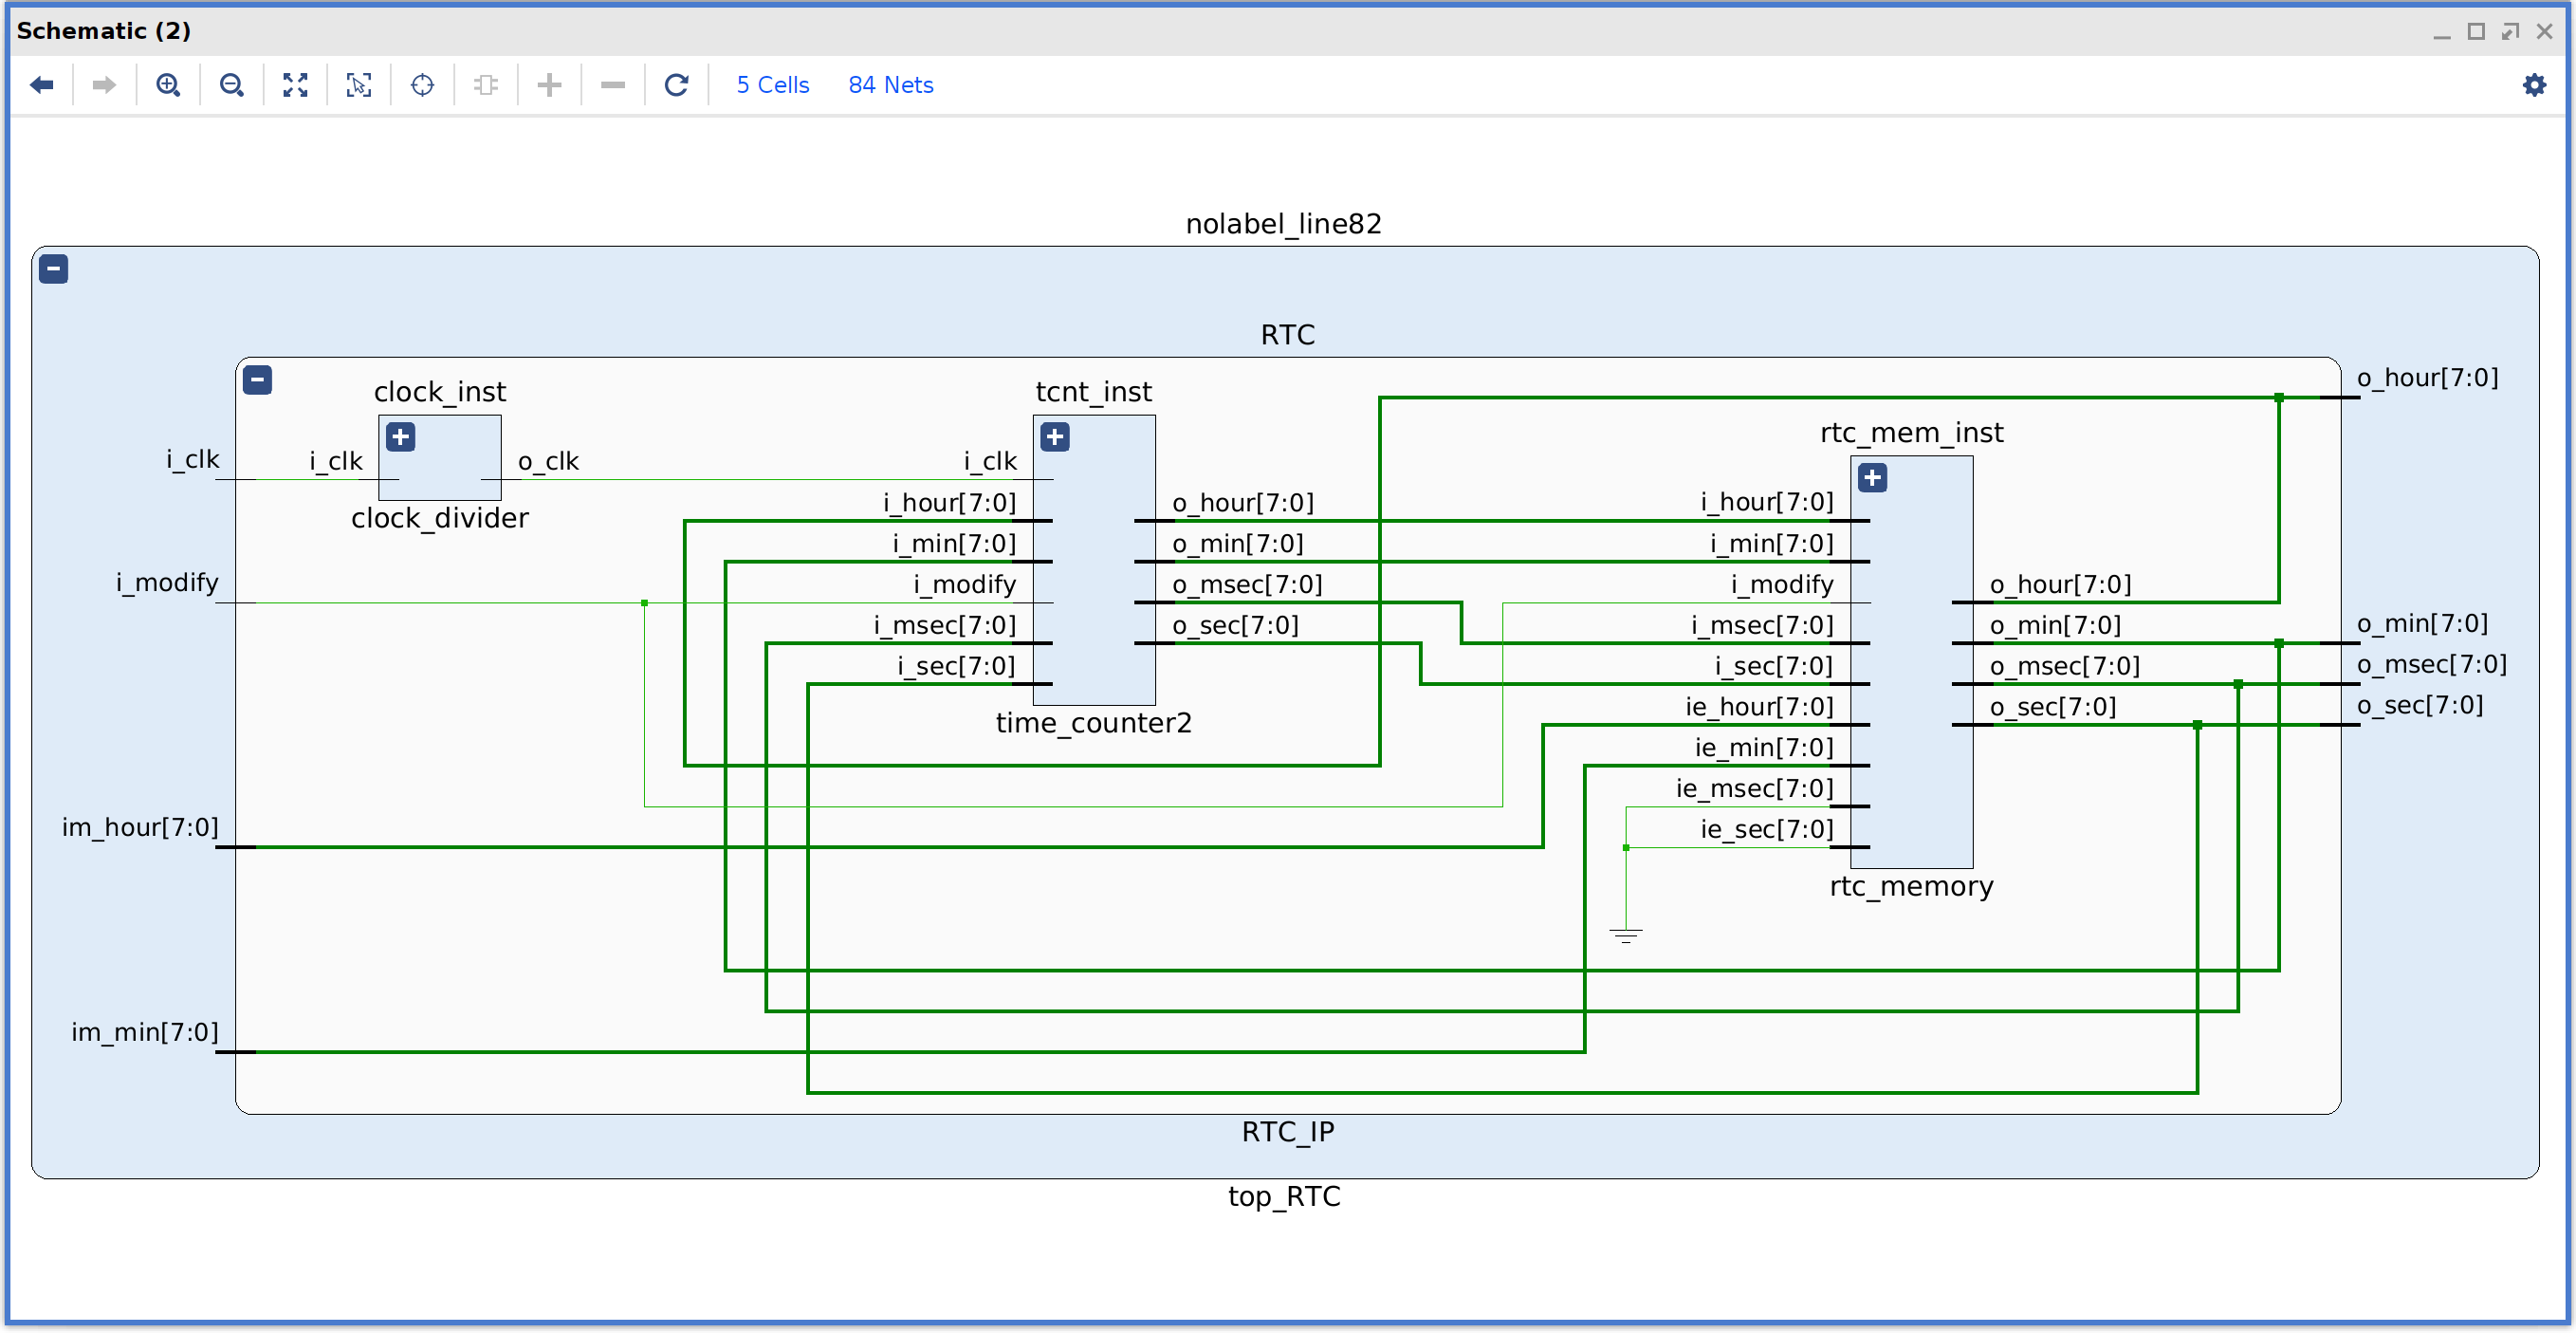 Schematic (2)
5 Cells 84 Nets
nolabel_line82
RTC
clock_inst
tcnt_inst
o_hour[7:0]
rtc_mem_inst
i_clk
i_clk
o_clk
i_clk
i_hour[7:0]
o_hour[7:0]
i_hour[7:0]
clock_divider
i_min[7:0]
o_min[7:0]
i_min[7:0]
i_modify
i_modify
o_msec[7:0]
i_modify
o_hour[7:0]
i_msec[7:0]
o_sec[7:0]
i_msec[7:0]
o_min[7:0]
o_min[7:0]
i_sec[7:0]
i_sec[7:0]
o_msec[7:0]
o_msec[7:0]
ie_hour[7:0]
o_sec[7:0]
o_sec[7:0]
time_counter2
ie_min[7:0]
ie_msec[7:0]
im_hour[7:0]
ie_sec[7:0]
rtc_memory
im_min[7:0]
RTC_IP
top_RTC